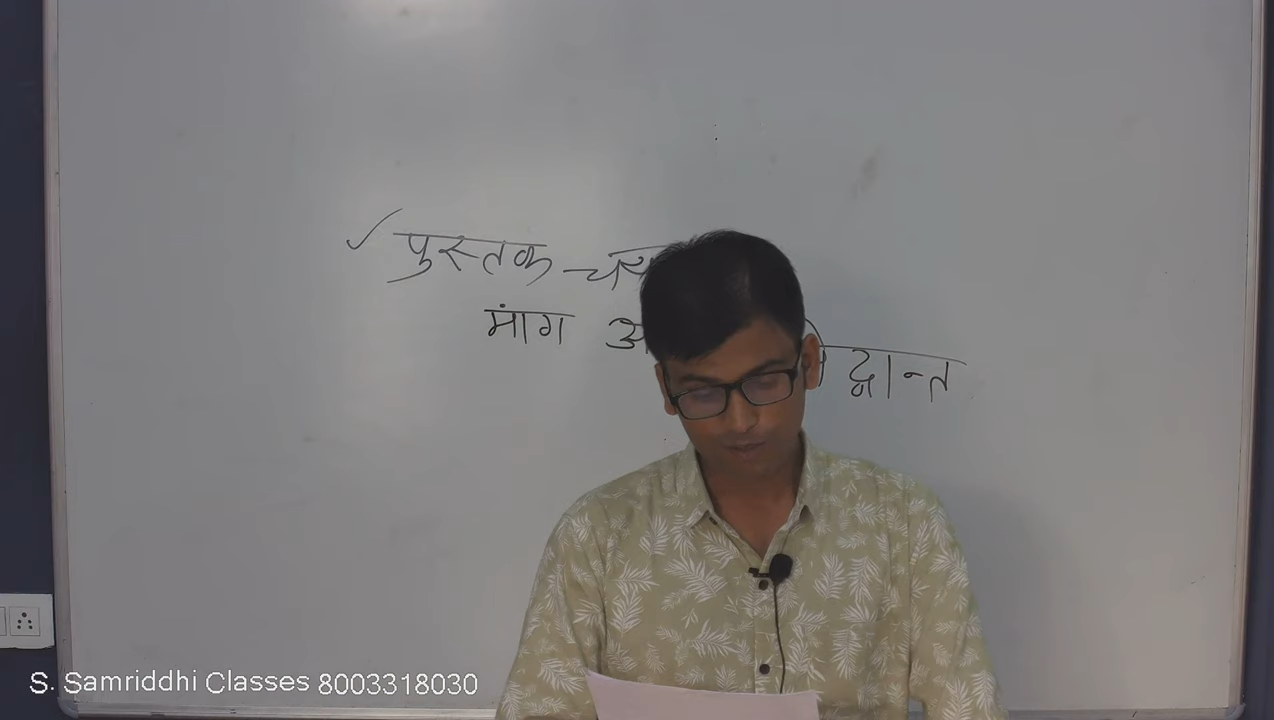 ✓ पुस्तक
मांग द्धान्त
S. Samriddhi Classes 8003318030